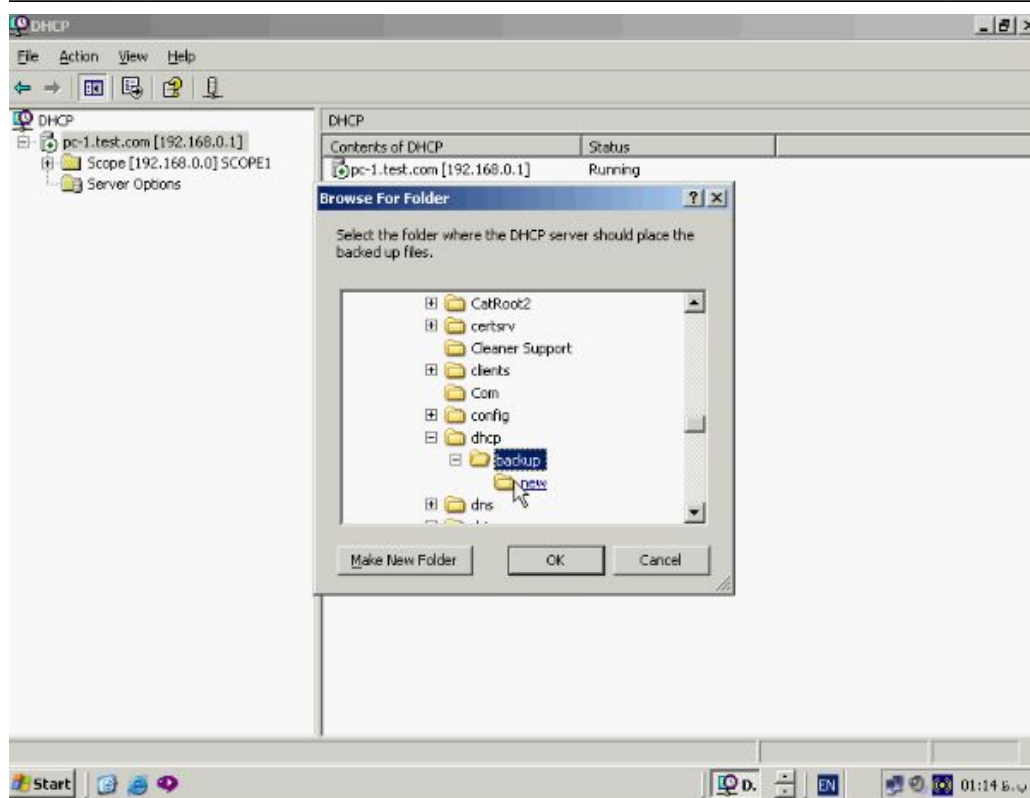 DHCP
File Action View Help
DHCP
pc-1.test.com [192.168.0.1]
Scope [192.168.0.0] SCOPE1
Server Options
DHCP
Contents of DHCP Status
pc-1.test.com [192.168.0.1] Running
Browse For Folder
Select the folder where the DHCP server should place the
backed up files.
CatRoot2
certsrv
Cleaner Support
clients
Com
config
dhcp
backup
new
dns
Make New Folder OK Cancel
Start D. EN 01:14 ب.ظ